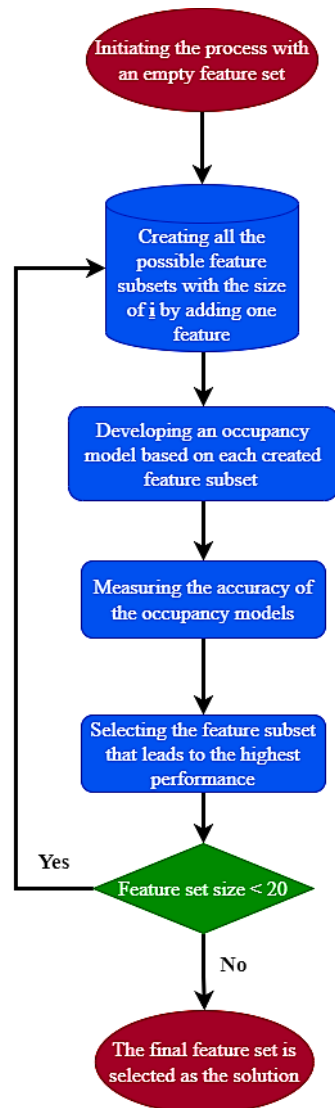 Initiating the process with
an empty feature set
Creating all the
possible feature
subsets with the size
of i by adding one
feature
Developing an occupancy
model based on each created
feature subset
Measuring the accuracy of
the occupancy models
Selecting the feature subset
that leads to the highest
performance
Yes
Feature set size < 20
No
The final feature set is
selected as the solution